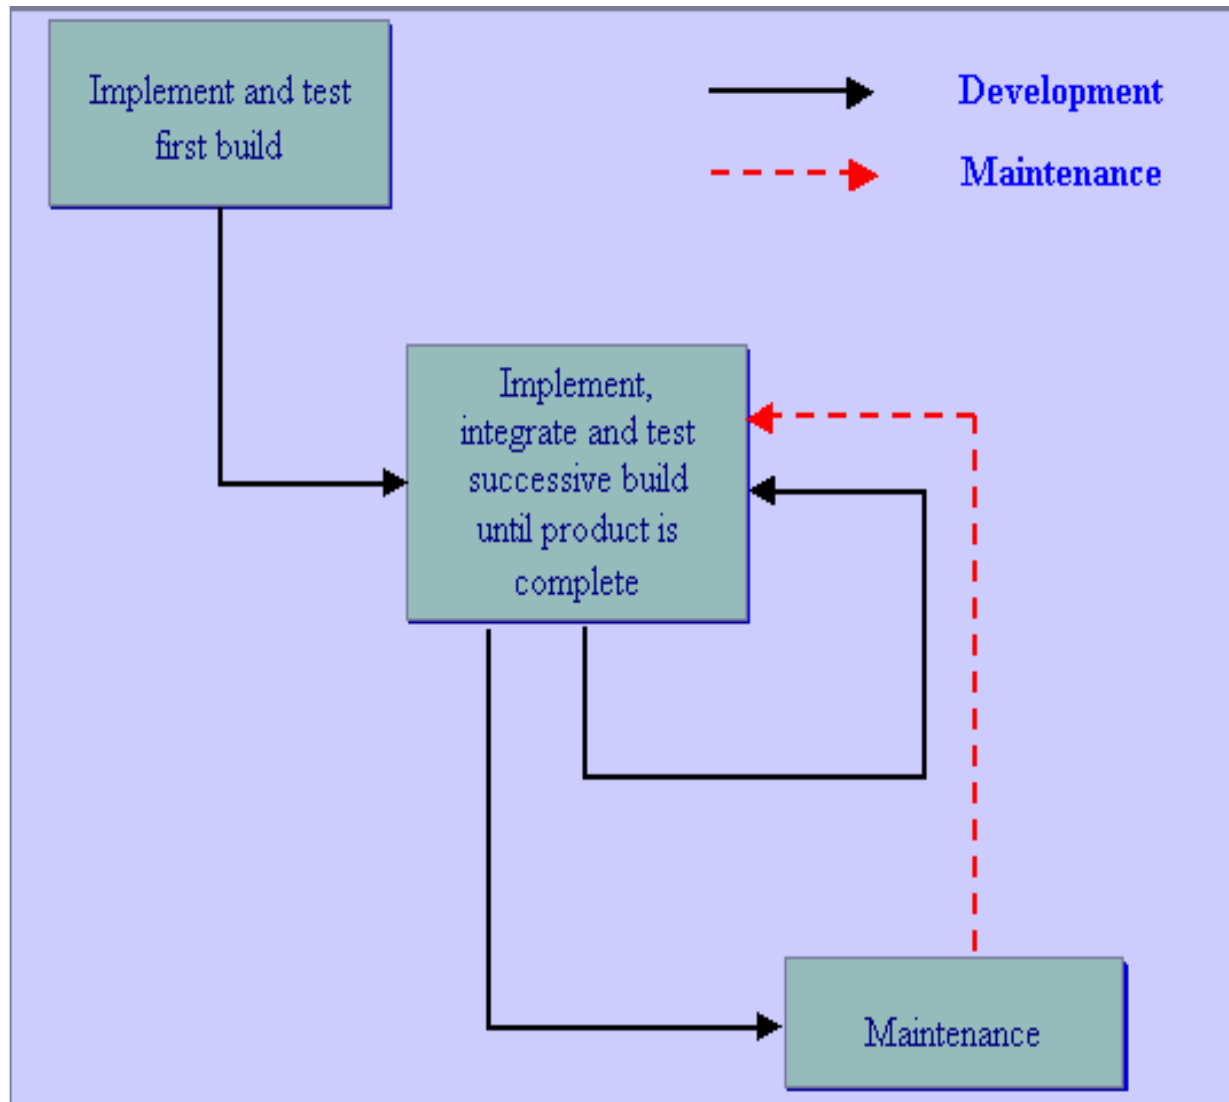 Implement and test
first build
Development
Maintenance
Implement,
integrate and test
successive build
until product is
complete
Maintenance